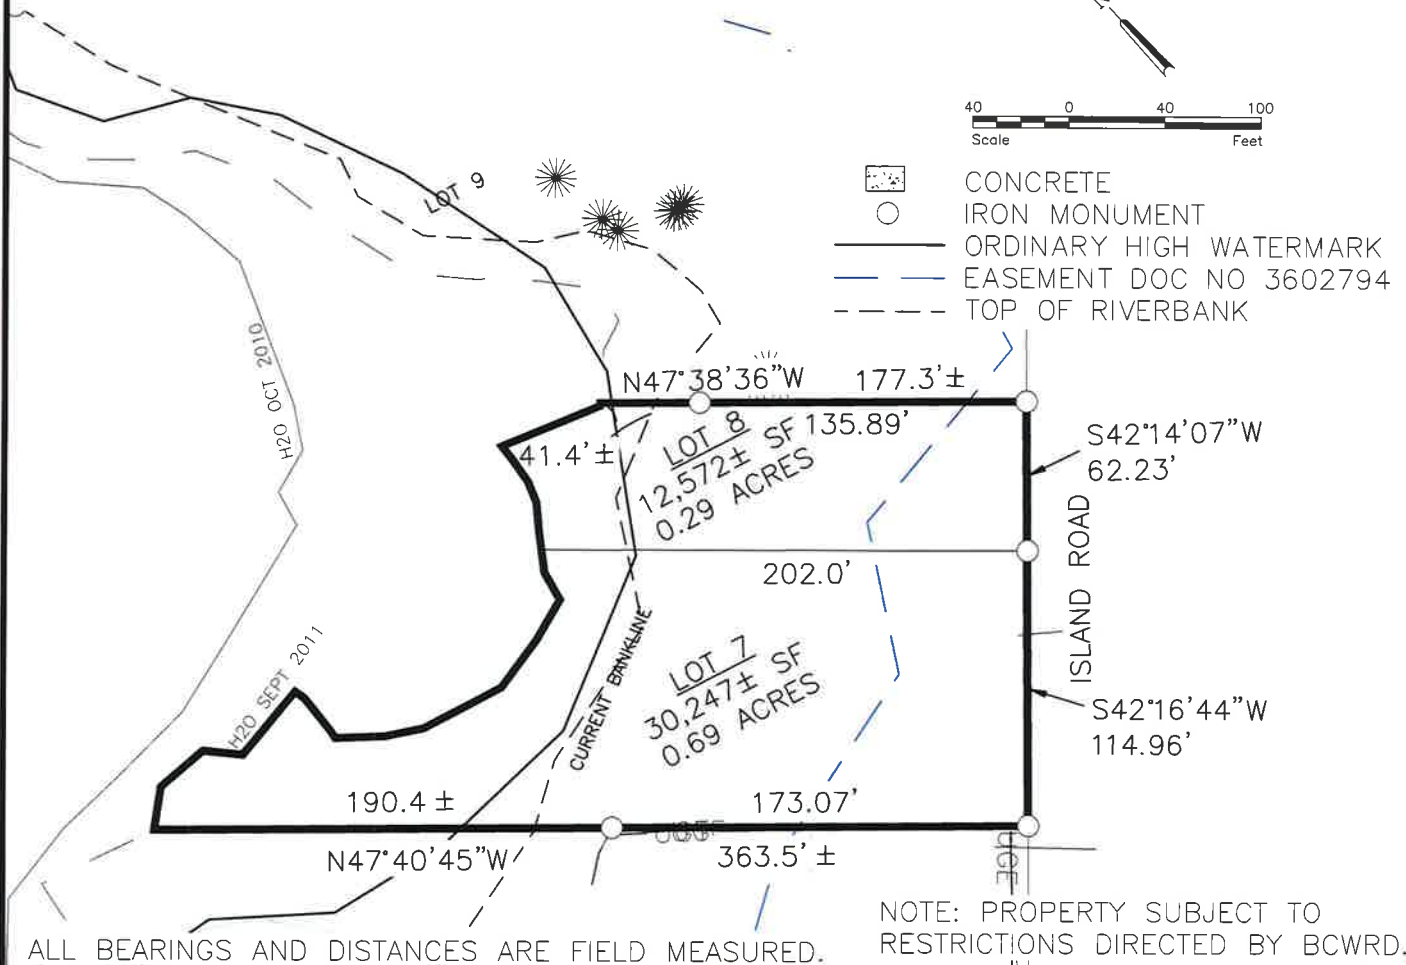 40 0 40 100
Scale Feet
CONCRETE
IRON MONUMENT
ORDINARY HIGH WATERMARK
EASEMENT DOC NO 3602794
TOP OF RIVERBANK
LOT 9
H2O OCT 2010
N47°38'36"W 177.3'±
135.89'
41.4'±
LOT 8
12,572± SF
0.29 ACRES
S42°14'07"W
62.23'
ISLAND ROAD
202.0'
CURRENT BANKLINE
LOT 7
30,247± SF
0.69 ACRES
H2O SEPT 2011
S42°16'44"W
114.96'
190.4 ±
173.07'
N47°40'45"W
363.5' ±
UGE
NOTE: PROPERTY SUBJECT TO
RESTRICTIONS DIRECTED BY BCWRD.
ALL BEARINGS AND DISTANCES ARE FIELD MEASURED.